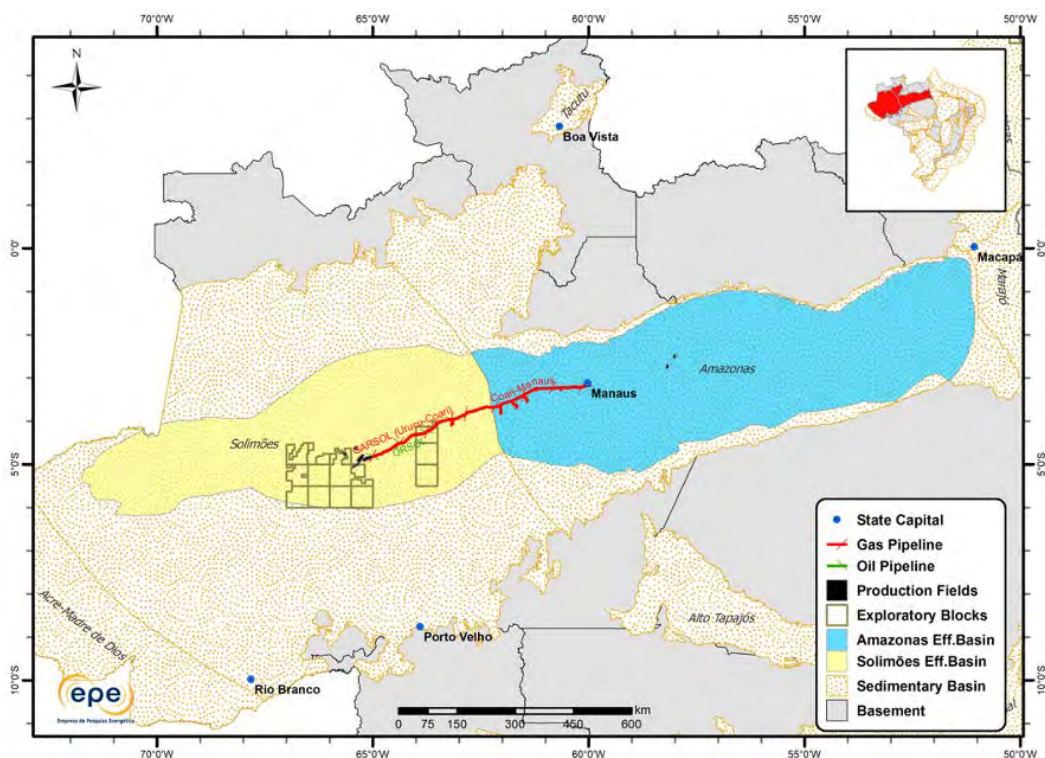 70°0'W
65°0'W
60°0'W
55°0'W
50°0'W
N
Tacutu
Boa Vista
0°0'
0°0'
Macapá
Marajó
Amazonas
Coari-Manaus
Manaus
GARSOL (Urucu-Coari)
ORSOL
Solimões
5°0'S
5°0'S
State Capital
Gas Pipeline
Oil Pipeline
Production Fields
Exploratory Blocks
Amazonas Eff.Basin
Solimões Eff.Basin
Sedimentary Basin
Basement
Alto Tapajós
Acre-Madre de Dios
Porto Velho
Rio Branco
10°0'S
10°0'S
epe
Empresa de Pesquisa Energética
km
0 75 150 300 450 600
70°0'W
65°0'W
60°0'W
55°0'W
50°0'W